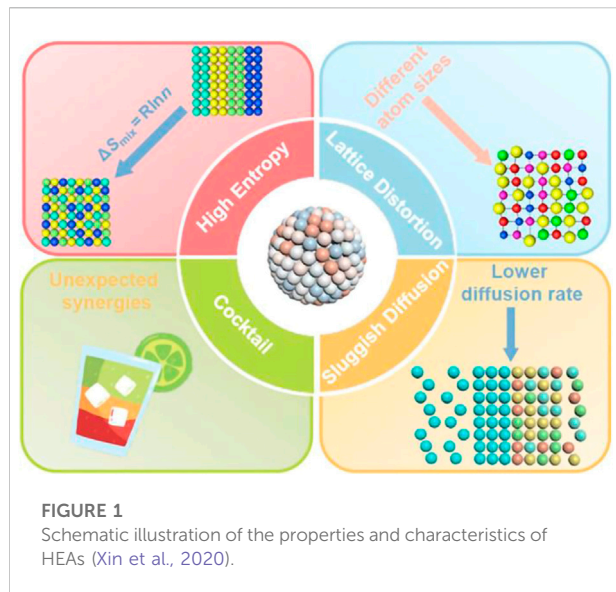 ΔSmix = Rlnn
High Entropy
Different
atom sizes
Lattice Distortion
Unexpected
synergies
Cocktail
Lower
diffusion rate
Sluggish Diffusion
FIGURE 1
Schematic illustration of the properties and characteristics of
HEAs (Xin et al., 2020).